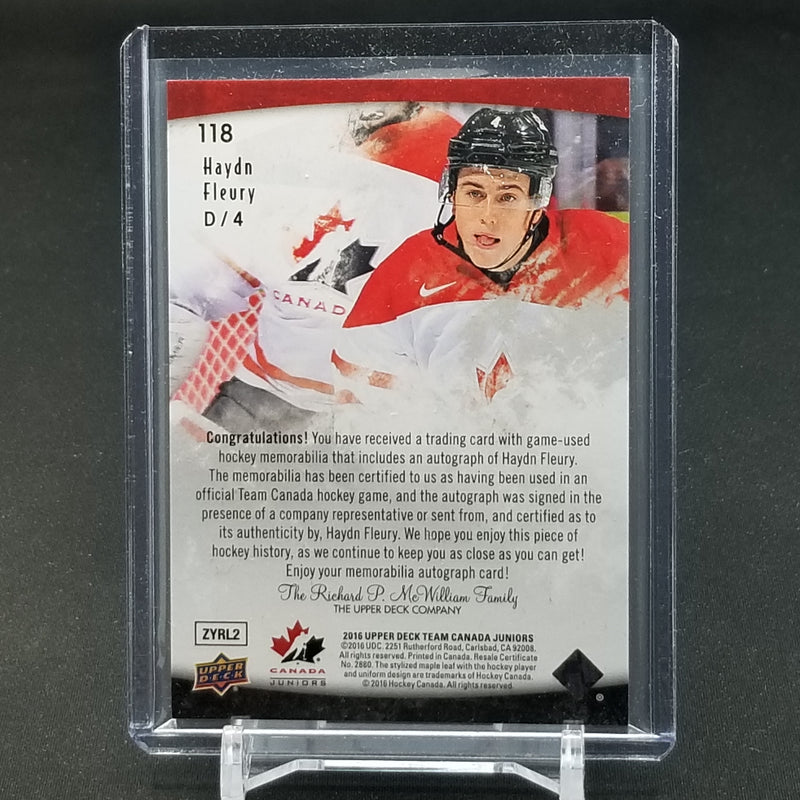 118
Haydn
Fleury
D/4
4
CANAD
Congratulations! You have received a trading card with game-used
hockey memorabilia that includes an autograph of Haydn Fleury.
The memorabilia has been certified to us as having been used in an
official Team Canada hockey game, and the autograph was signed in the
presence of a company representative or sent from, and certified as to
its authenticity by, Haydn Fleury. We hope you enjoy this piece of
hockey history, as we continue to keep you as close as you can get!
Enjoy your memorabilia autograph card!
The Richard P. McWilliam Family
THE UPPER DECK COMPANY
ZYRL2
UPPER
DECK
CANADA
JUNIORS
2016 UPPER DECK TEAM CANADA JUNIORS
©2016 UDC. 2251 Rutherford Road, Carlsbad, CA 92008.
All rights reserved. Printed in Canada. Resale Certificate
No. 2880. The stylized maple leaf with the hockey player
and uniform design are trademarks of Hockey Canada.
©2016 Hockey Canada. All rights reserved.
®